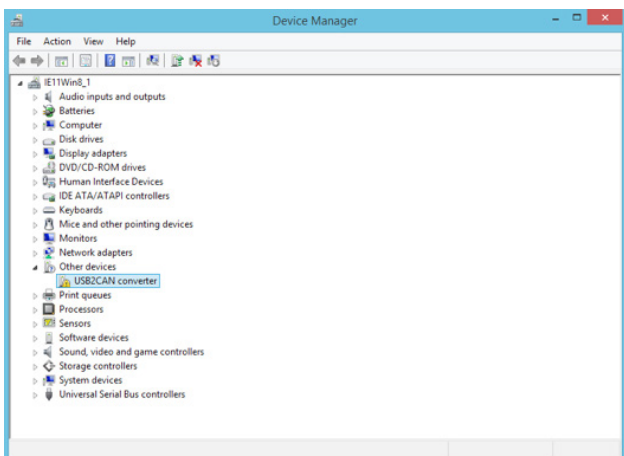 Device Manager
File Action View Help
IE11Win8_1
Audio inputs and outputs
Batteries
Computer
Disk drives
Display adapters
DVD/CD-ROM drives
Human Interface Devices
IDE ATA/ATAPI controllers
Keyboards
Mice and other pointing devices
Monitors
Network adapters
Other devices
USB2CAN converter
Print queues
Processors
Sensors
Software devices
Sound, video and game controllers
Storage controllers
System devices
Universal Serial Bus controllers